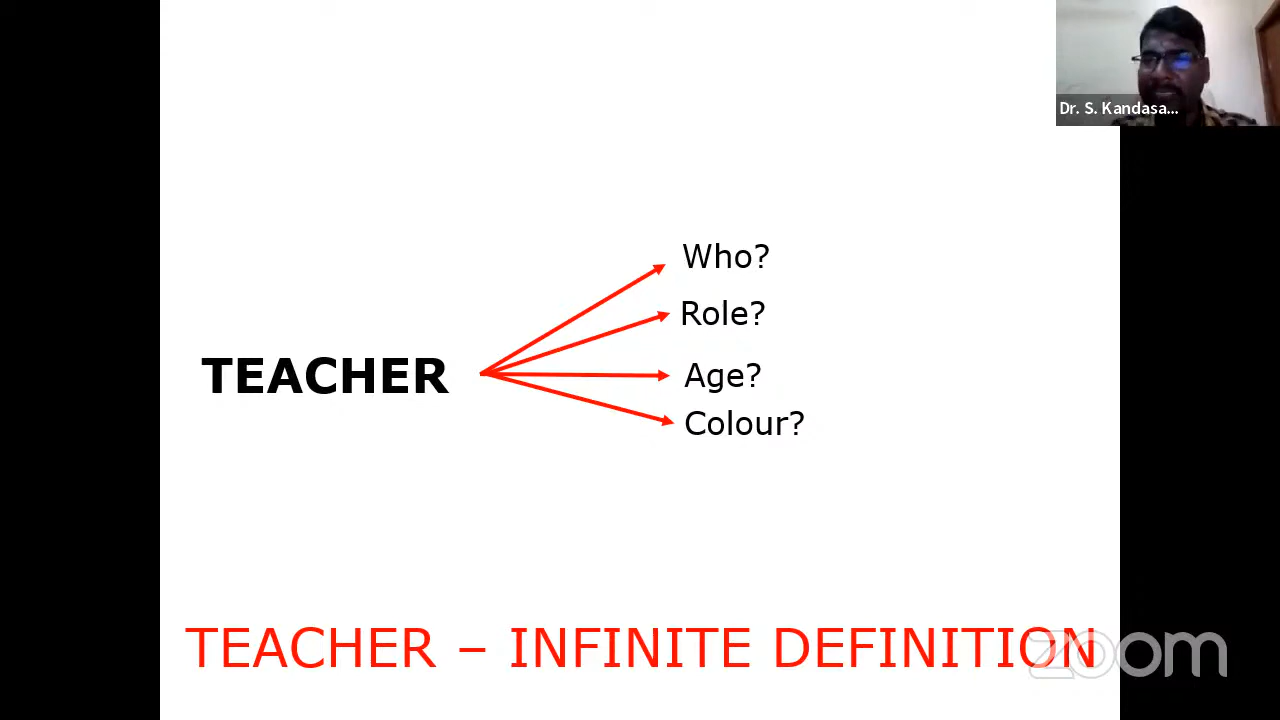 Dr. S. Kandasa...
Who?
Role?
TEACHER
Age?
Colour?
TEACHER – INFINITE DEFINITION
zoom